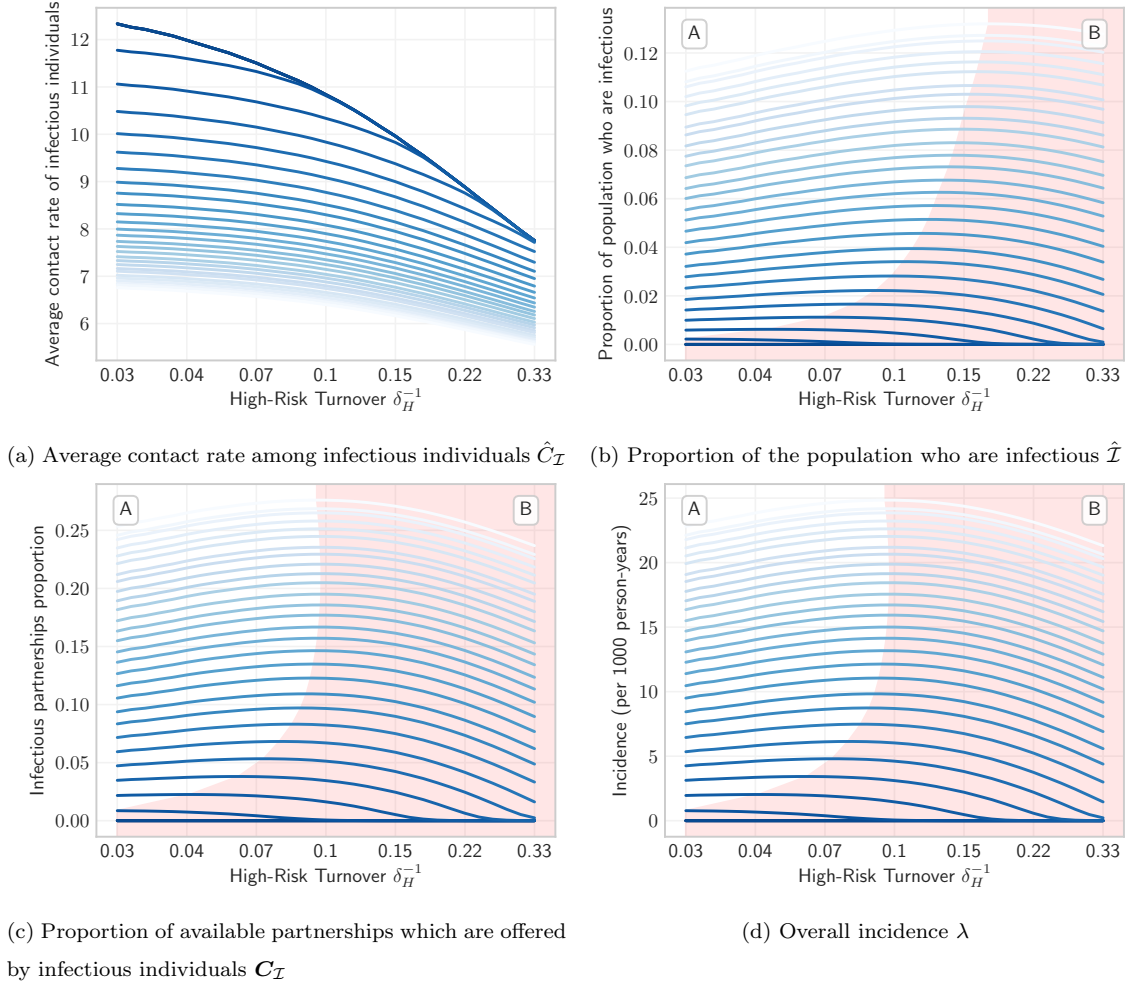 12
11
10
9
8
7
6
Average contact rate of infectious individuals
0.03 0.04 0.07 0.1 0.15 0.22 0.33
High-Risk Turnover δ_H^{-1}
A B
0.12
0.10
0.08
0.06
0.04
0.02
0.00
Proportion of population who are infectious
0.03 0.04 0.07 0.1 0.15 0.22 0.33
High-Risk Turnover δ_H^{-1}
(a) Average contact rate among infectious individuals Ĉ_ℐ
(b) Proportion of the population who are infectious ℐ̂
A B
0.25
0.20
0.15
0.10
0.05
0.00
Infectious partnerships proportion
0.03 0.04 0.07 0.1 0.15 0.22 0.33
High-Risk Turnover δ_H^{-1}
A B
25
20
15
10
5
0
Incidence (per 1000 person-years)
0.03 0.04 0.07 0.1 0.15 0.22 0.33
High-Risk Turnover δ_H^{-1}
(c) Proportion of available partnerships which are offered
by infectious individuals C_ℐ
(d) Overall incidence λ